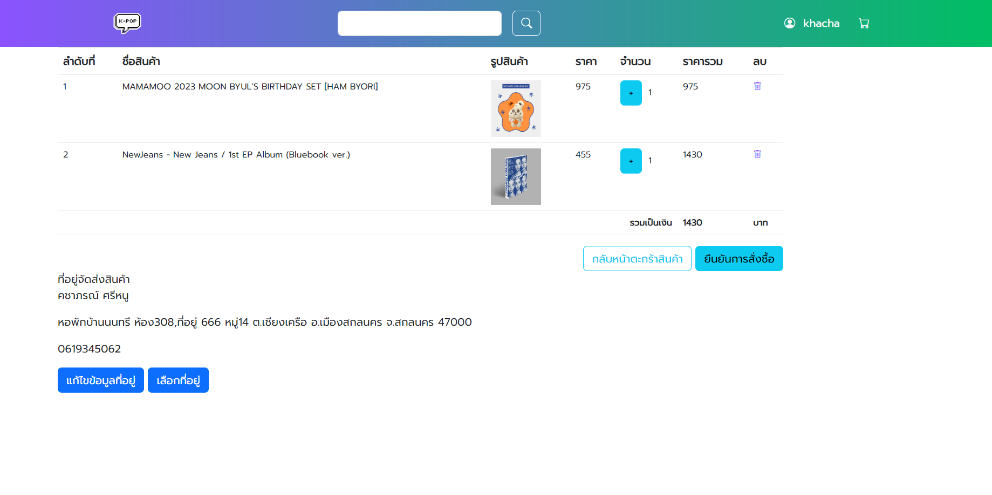 K-POP
khacha
ลำดับที่ ชื่อสินค้า รูปสินค้า ราคา จำนวน ราคารวม ลบ
1 MAMAMOO 2023 MOON BYUL'S BIRTHDAY SET [HAM BYORI] 975 + 1 975
2 NewJeans - New Jeans / 1st EP Album (Bluebook ver.) 455 + 1 1430
รวมเป็นเงิน 1430 บาท
กลับหน้าตะกร้าสินค้า ยืนยันการสั่งซื้อ
ที่อยู่จัดส่งสินค้า
คชาภรณ์ ศรีหนู
หอพักบ้านนนทรี ห้อง308,ที่อยู่ 666 หมู่14 ต.เชียงเครือ อ.เมืองสกลนคร จ.สกลนคร 47000
0619345062
แก้ไขข้อมูลที่อยู่ เลือกที่อยู่